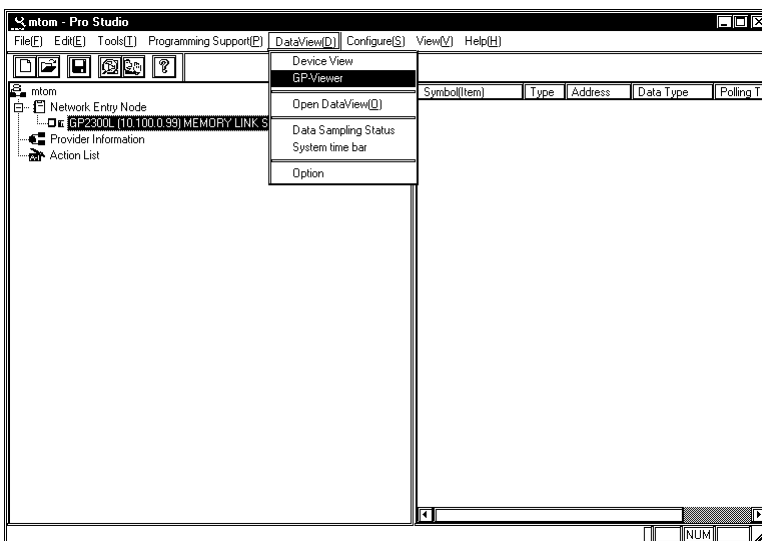 mtom - Pro Studio
File(F) Edit(E) Tools(T) Programming Support(P) DataView(D) Configure(S) View(V) Help(H)
Device View
GP-Viewer
Open DataView(O)
Data Sampling Status
System time bar
Option
mtom
Network Entry Node
GP2300L (10.100.0.99) MEMORY LINK S
Provider Information
Action List
Symbol(Item) Type Address Data Type Polling T
NUM